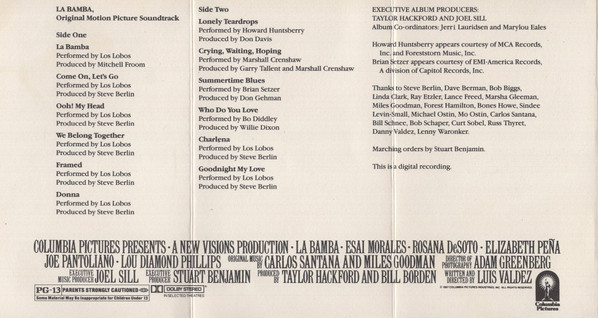 LA BAMBA,
Original Motion Picture Soundtrack
Side One
La Bamba
Performed by Los Lobos
Produced by Mitchell Froom
Come On, Let's Go
Performed by Los Lobos
Produced by Steve Berlin
Ooh! My Head
Performed by Los Lobos
Produced by Steve Berlin
We Belong Together
Performed by Los Lobos
Produced by Steve Berlin
Framed
Performed by Los Lobos
Produced by Steve Berlin
Donna
Performed by Los Lobos
Produced by Steve Berlin
Side Two
Lonely Teardrops
Performed by Howard Huntsberry
Produced by Don Davis
Crying, Waiting, Hoping
Performed by Marshall Crenshaw
Produced by Garry Tallent and Marshall Crenshaw
Summertime Blues
Performed by Brian Setzer
Produced by Don Gehman
Who Do You Love
Performed by Bo Diddley
Produced by Willie Dixon
Charlena
Performed by Los Lobos
Produced by Steve Berlin
Goodnight My Love
Performed by Los Lobos
Produced by Steve Berlin
EXECUTIVE ALBUM PRODUCERS:
TAYLOR HACKFORD AND JOEL SILL
Album Co-ordinators: Jerri Lauridsen and Marylou Eales
Howard Huntsberry appears courtesy of MCA Records,
Inc. and Foreststorn Music, Inc.
Brian Setzer appears courtesy of EMI-America Records,
A division of Capitol Records, Inc.
Thanks to Steve Berlin, Dave Berman, Bob Biggs,
Linda Clark, Ray Etzler, Lance Freed, Marsha Gleeman,
Miles Goodman, Forest Hamilton, Bones Howe, Sindee
Levin-Small, Michael Ostin, Mo Ostin, Carlos Santana,
Bill Schnee, Bob Schaper, Curt Sobel, Russ Thyret,
Danny Valdez, Lenny Waronker.
Marching orders by Stuart Benjamin.
This is a digital recording.
COLUMBIA PICTURES PRESENTS · A NEW VISIONS PRODUCTION · LA BAMBA · ESAI MORALES · ROSANA DeSOTO · ELIZABETH PEÑA
JOE PANTOLIANO · LOU DIAMOND PHILLIPS ORIGINAL MUSIC BY CARLOS SANTANA AND MILES GOODMAN DIRECTOR OF PHOTOGRAPHY ADAM GREENBERG
EXECUTIVE MUSIC PRODUCER JOEL SILL EXECUTIVE PRODUCER STUART BENJAMIN PRODUCED BY TAYLOR HACKFORD AND BILL BORDEN WRITTEN AND DIRECTED BY LUIS VALDEZ
PG-13 PARENTS STRONGLY CAUTIONED
Some Material May Be Inappropriate for Children Under 13
DOLBY STEREO
IN SELECTED THEATRES
© 1987 COLUMBIA PICTURES INDUSTRIES, INC. ALL RIGHTS RESERVED.
Columbia
Pictures